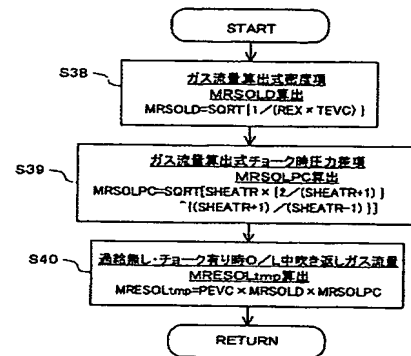 START
S38
ガス流量算出式密度項
MRSOLD算出
MRSOLD=SQRT{1/(REX×TEVC)}
S39
ガス流量算出式チョーク時圧力差項
MRSOLPC算出
MRSOLPC=SQRT[SHEATR×{2/(SHEATR+1)}
^{(SHEATR+1)/(SHEATR-1)}]
S40
過給無し・チョーク有り時O/L中吹き返しガス流量
MRESOLtmp算出
MRESOLtmp=PEVC×MRSOLD×MRSOLPC
RETURN